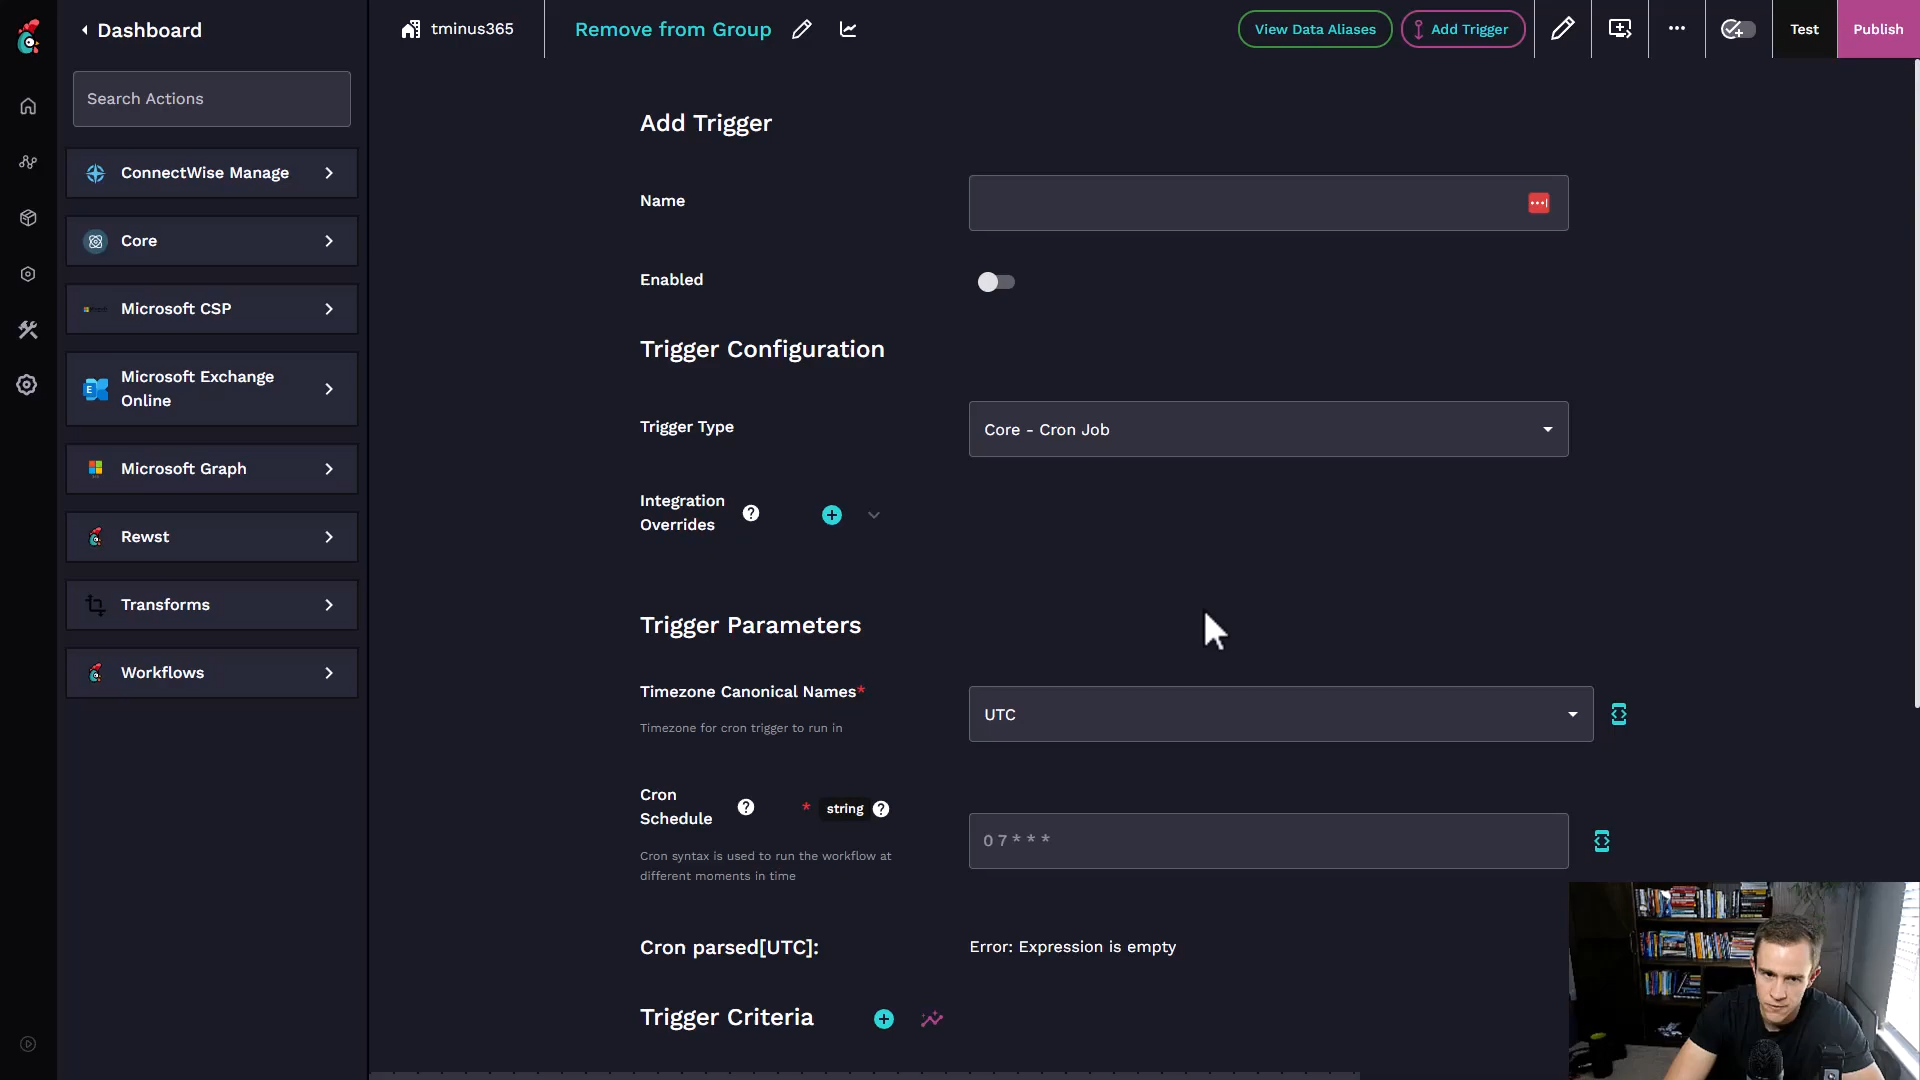 Dashboard
tminus365
Remove from Group
View Data Aliases
Add Trigger
Test
Publish
Search Actions
ConnectWise Manage
Core
Microsoft CSP
Microsoft Exchange
Online
Microsoft Graph
Rewst
Transforms
Workflows
Add Trigger
Name
Enabled
Trigger Configuration
Trigger Type
Core - Cron Job
Integration
Overrides
Trigger Parameters
Timezone Canonical Names*
Timezone for cron trigger to run in
UTC
Cron
Schedule
* string
Cron syntax is used to run the workflow at
different moments in time
0 7 * * *
Cron parsed[UTC]:
Error: Expression is empty
Trigger Criteria